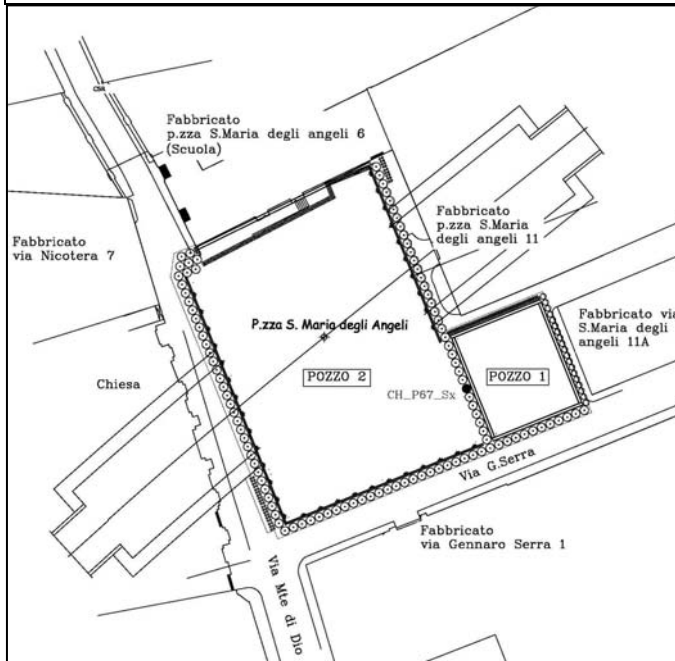 CSA
Fabbricato
p.zza S.Maria degli angeli 6
(Scuola)
Fabbricato
via Nicotera 7
Fabbricato
p.zza S.Maria
degli angeli 11
P.zza S. Maria degli Angeli
POZZO 2
POZZO 1
Fabbricato via
S.Maria degli
angeli 11A
Chiesa
CH_P67_Sx
Via G.Serra
Fabbricato
via Gennaro Serra 1
Via Mte di Dio